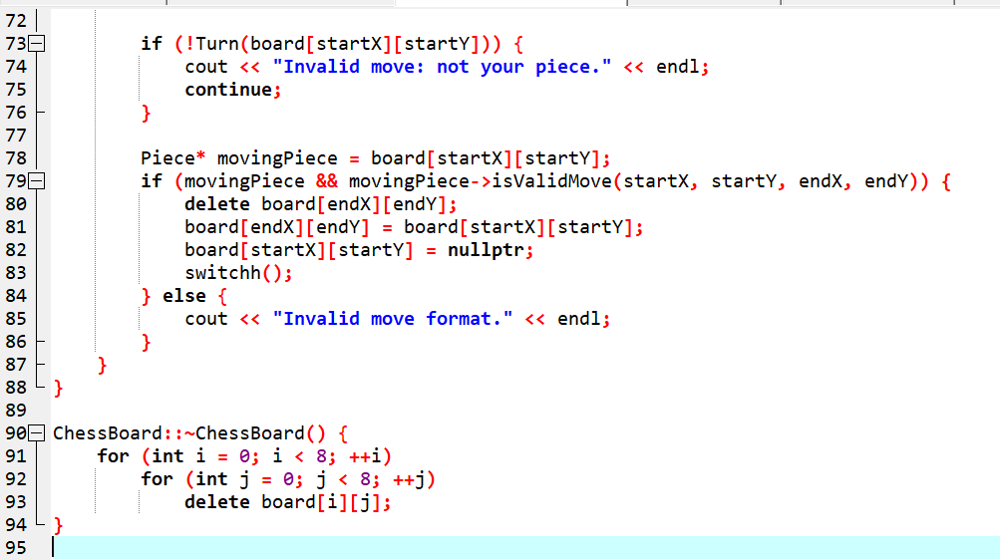 72
73 if (!Turn(board[startX][startY])) {
74 cout << "Invalid move: not your piece." << endl;
75 continue;
76 }
77
78 Piece* movingPiece = board[startX][startY];
79 if (movingPiece && movingPiece->isValidMove(startX, startY, endX, endY)) {
80 delete board[endX][endY];
81 board[endX][endY] = board[startX][startY];
82 board[startX][startY] = nullptr;
83 switchh();
84 } else {
85 cout << "Invalid move format." << endl;
86 }
87 }
88 }
89
90 ChessBoard::~ChessBoard() {
91 for (int i = 0; i < 8; ++i)
92 for (int j = 0; j < 8; ++j)
93 delete board[i][j];
94 }
95